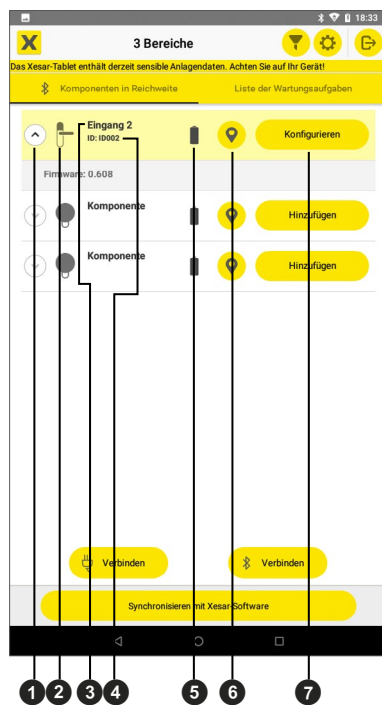 18:33
X
3 Bereiche
Das Xesar-Tablet enthält derzeit sensible Anlagendaten. Achten Sie auf Ihr Gerät!
Komponenten in Reichweite
Liste der Wartungsaufgaben
Eingang 2
ID: ID002
Konfigurieren
Firmware: 0.608
Komponente
Hinzufügen
Komponente
Hinzufügen
Verbinden
Verbinden
Synchronisieren mit Xesar-Software
1 2 3 4 5 6 7